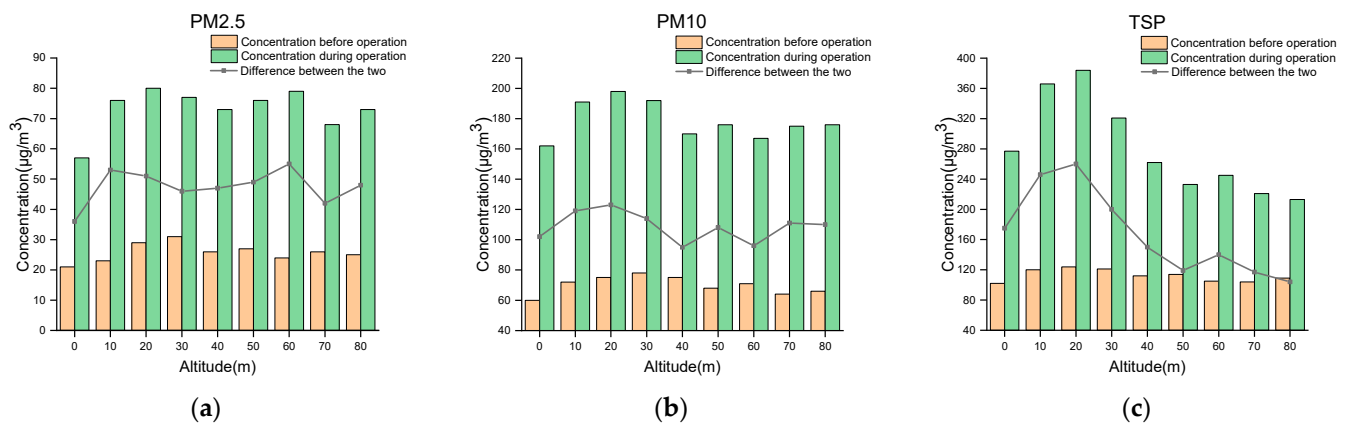 PM2.5
Concentration before operation
Concentration during operation
Difference between the two
Concentration(μg/m³)
90
80
70
60
50
40
30
20
10
0
0 10 20 30 40 50 60 70 80
Altitude(m)
(a)
PM10
Concentration before operation
Concentration during operation
Difference between the two
Concentration(μg/m³)
220
200
180
160
140
120
100
80
60
40
0 10 20 30 40 50 60 70 80
Altitude(m)
(b)
TSP
Concentration before operation
Concentration during operation
Difference between the two
Concentration(μg/m³)
400
360
320
280
240
200
160
120
80
40
0 10 20 30 40 50 60 70 80
Altitude(m)
(c)